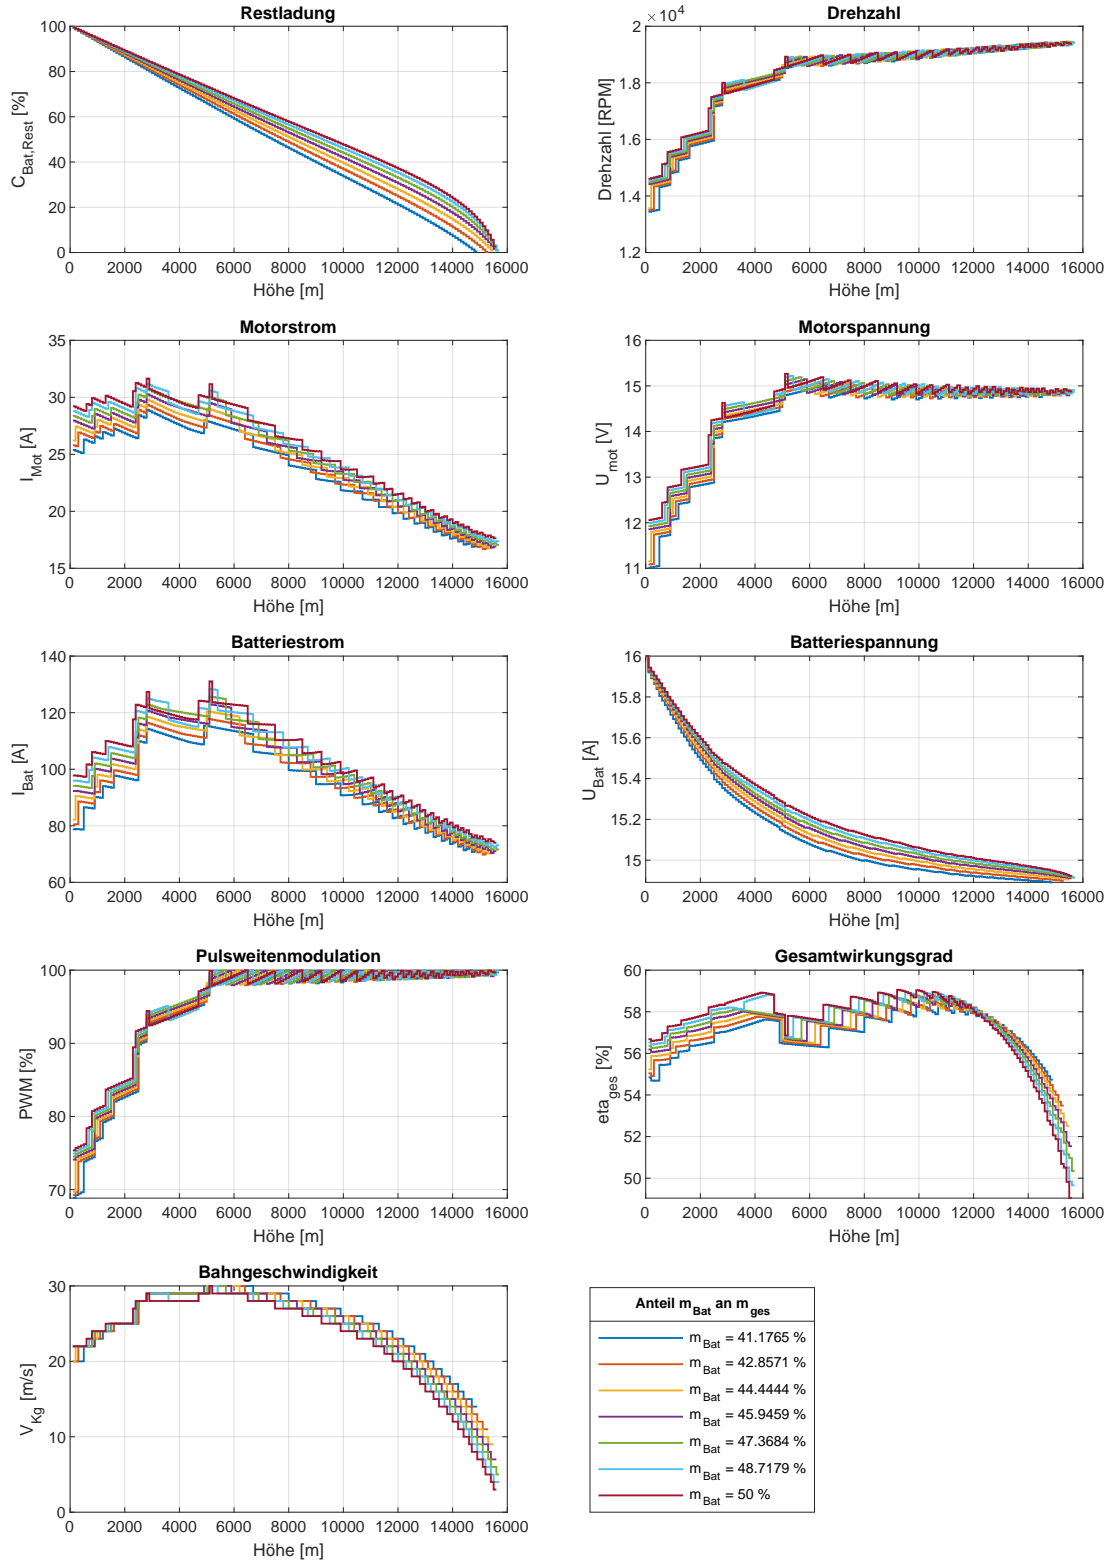 Restladung
C_Bat,Rest [%]
100
80
60
40
20
0
0 2000 4000 6000 8000 10000 12000 14000 16000
Höhe [m]
Drehzahl
× 10^4
Drehzahl [RPM]
2
1.8
1.6
1.4
1.2
0 2000 4000 6000 8000 10000 12000 14000 16000
Höhe [m]
Motorstrom
I_Mot [A]
35
30
25
20
15
0 2000 4000 6000 8000 10000 12000 14000 16000
Höhe [m]
Motorspannung
U_mot [V]
16
15
14
13
12
11
0 2000 4000 6000 8000 10000 12000 14000 16000
Höhe [m]
Batteriestrom
I_Bat [A]
140
120
100
80
60
0 2000 4000 6000 8000 10000 12000 14000 16000
Höhe [m]
Batteriespannung
U_Bat [A]
16
15.8
15.6
15.4
15.2
15
0 2000 4000 6000 8000 10000 12000 14000 16000
Höhe [m]
Pulsweitenmodulation
PWM [%]
100
90
80
70
0 2000 4000 6000 8000 10000 12000 14000 16000
Höhe [m]
Gesamtwirkungsgrad
eta_ges [%]
60
58
56
54
52
50
0 2000 4000 6000 8000 10000 12000 14000 16000
Höhe [m]
Bahngeschwindigkeit
V_Kg [m/s]
30
20
10
0
0 2000 4000 6000 8000 10000 12000 14000 16000
Höhe [m]
Anteil m_Bat an m_ges
m_Bat = 41.1765 %
m_Bat = 42.8571 %
m_Bat = 44.4444 %
m_Bat = 45.9459 %
m_Bat = 47.3684 %
m_Bat = 48.7179 %
m_Bat = 50 %